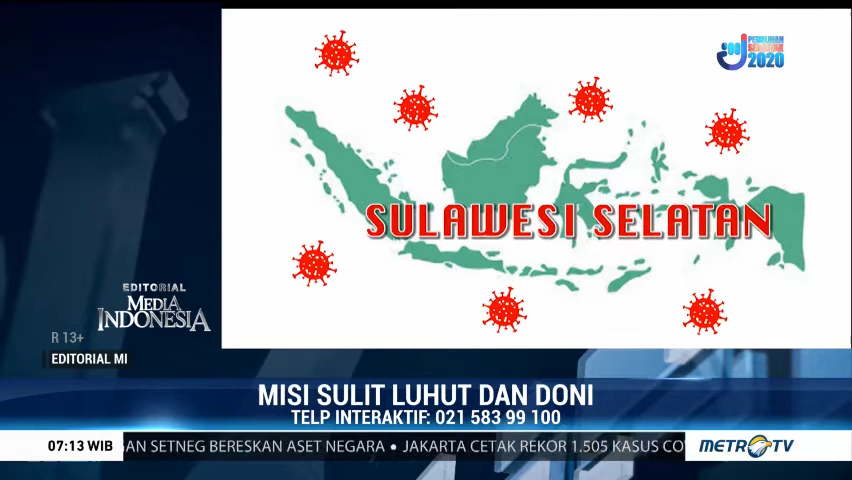 PEMILIHAN
SERENTAK
2020
SULAWESI SELATAN
EDITORIAL
MEDIA
INDONESIA
R 13+
EDITORIAL MI
MISI SULIT LUHUT DAN DONI
TELP INTERAKTIF: 021 583 99 100
07:13 WIB
GAN SETNEG BERESKAN ASET NEGARA • JAKARTA CETAK REKOR 1.505 KASUS CO
METRO TV